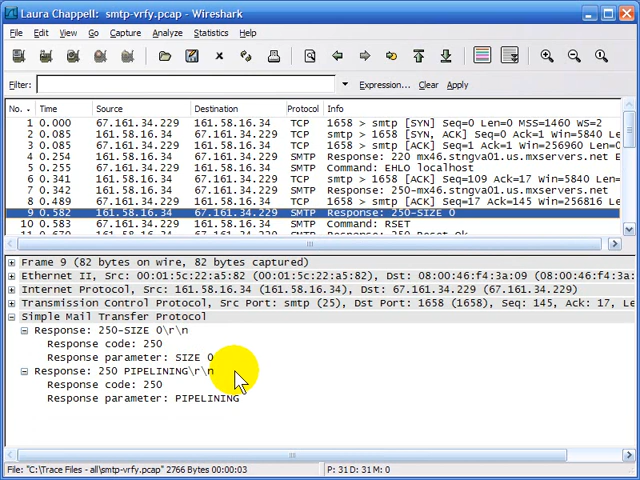 Laura Chappell: smtp-vrfy.pcap - Wireshark
File Edit View Go Capture Analyze Statistics Help
Filter: Expression... Clear Apply
No. . Time Source Destination Protocol Info
1 0.000 67.161.34.229 161.58.16.34 TCP 1658 > smtp [SYN] Seq=0 Len=0 MSS=1460 WS=2
2 0.085 161.58.16.34 67.161.34.229 TCP smtp > 1658 [SYN, ACK] Seq=0 Ack=1 Win=5840 L
3 0.085 67.161.34.229 161.58.16.34 TCP 1658 > smtp [ACK] Seq=1 Ack=1 Win=256960 Len=
4 0.254 161.58.16.34 67.161.34.229 SMTP Response: 220 mx46.stngva01.us.mxservers.net E
5 0.255 67.161.34.229 161.58.16.34 SMTP Command: EHLO localhost
6 0.341 161.58.16.34 67.161.34.229 TCP smtp > 1658 [ACK] Seq=109 Ack=17 Win=5840 Len
7 0.342 161.58.16.34 67.161.34.229 SMTP Response: 250-mx46.stngva01.us.mxservers.net
8 0.489 67.161.34.229 161.58.16.34 TCP 1658 > smtp [ACK] Seq=17 Ack=145 Win=256816 L
9 0.582 161.58.16.34 67.161.34.229 SMTP Response: 250-SIZE 0
10 0.583 67.161.34.229 161.58.16.34 SMTP Command: RSET
Frame 9 (82 bytes on wire, 82 bytes captured)
Ethernet II, Src: 00:01:5c:22:a5:82 (00:01:5c:22:a5:82), Dst: 08:00:46:f4:3a:09 (08:00:46:f4:3a
Internet Protocol, Src: 161.58.16.34 (161.58.16.34), Dst: 67.161.34.229 (67.161.34.229)
Transmission Control Protocol, Src Port: smtp (25), Dst Port: 1658 (1658), Seq: 145, Ack: 17, Le
Simple Mail Transfer Protocol
Response: 250-SIZE 0\r\n
Response code: 250
Response parameter: SIZE 0
Response: 250 PIPELINING\r\n
Response code: 250
Response parameter: PIPELINING
File: "C:\Trace Files - all\smtp-vrfy.pcap" 2766 Bytes 00:00:03 P: 31 D: 31 M: 0